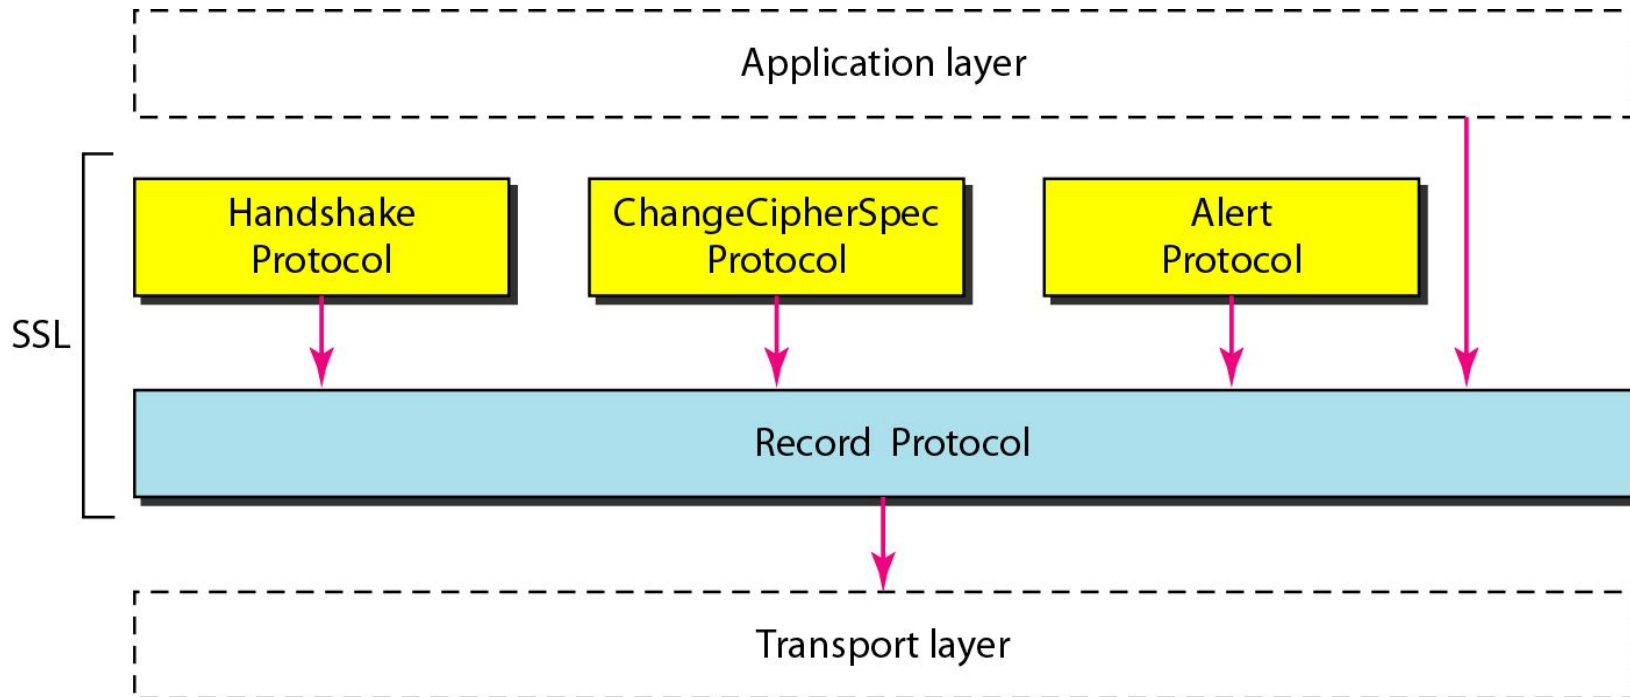 Application layer
Handshake
Protocol
ChangeCipherSpec
Protocol
Alert
Protocol
SSL
Record Protocol
Transport layer